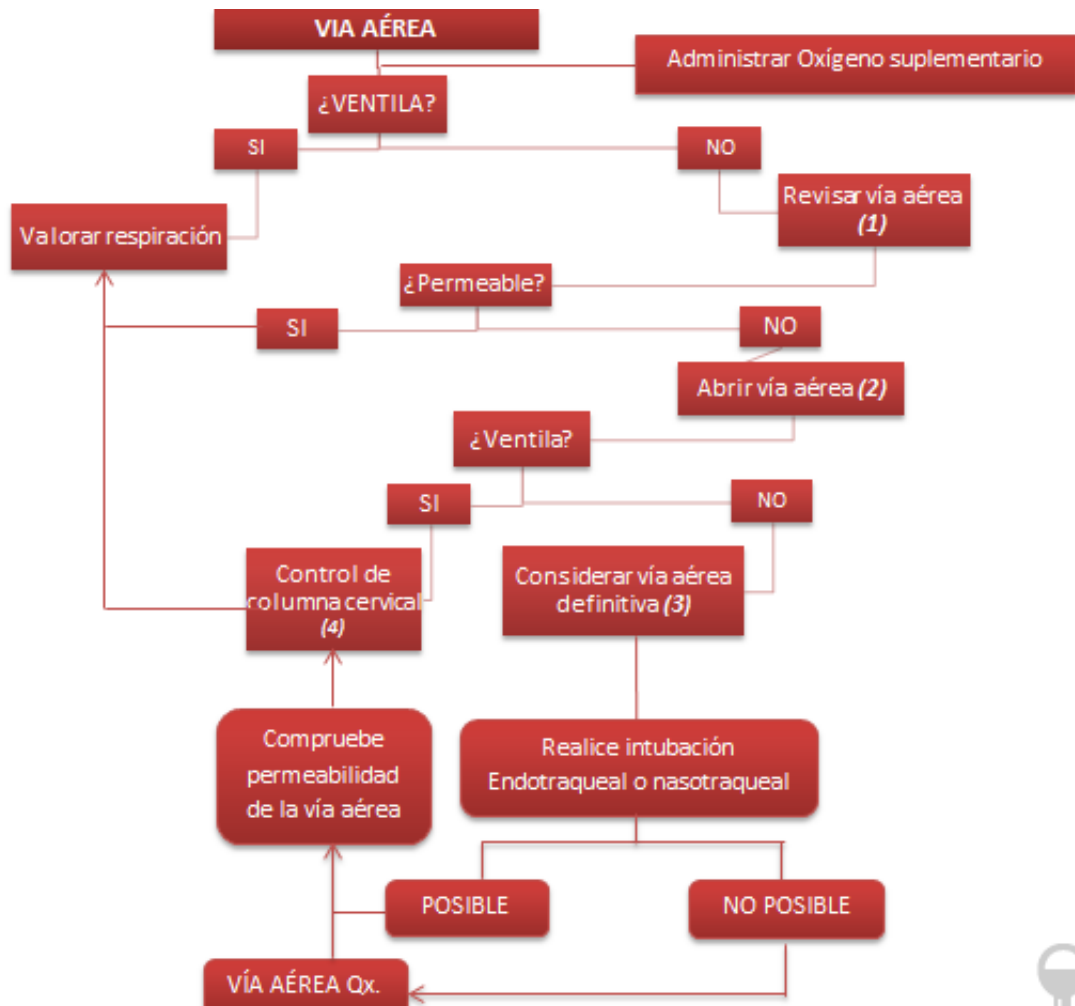 VIA AÉREA
Administrar Oxígeno suplementario
¿VENTILA?
SI
NO
Revisar vía aérea
(1)
Valorar respiración
¿Permeable?
SI
NO
Abrir vía aérea (2)
¿Ventila?
SI
NO
Control de
columna cervical
(4)
Considerar vía aérea
definitiva (3)
Compruebe
permeabilidad
de la vía aérea
Realice intubación
Endotraqueal o nasotraqueal
POSIBLE
NO POSIBLE
VÍA AÉREA Qx.